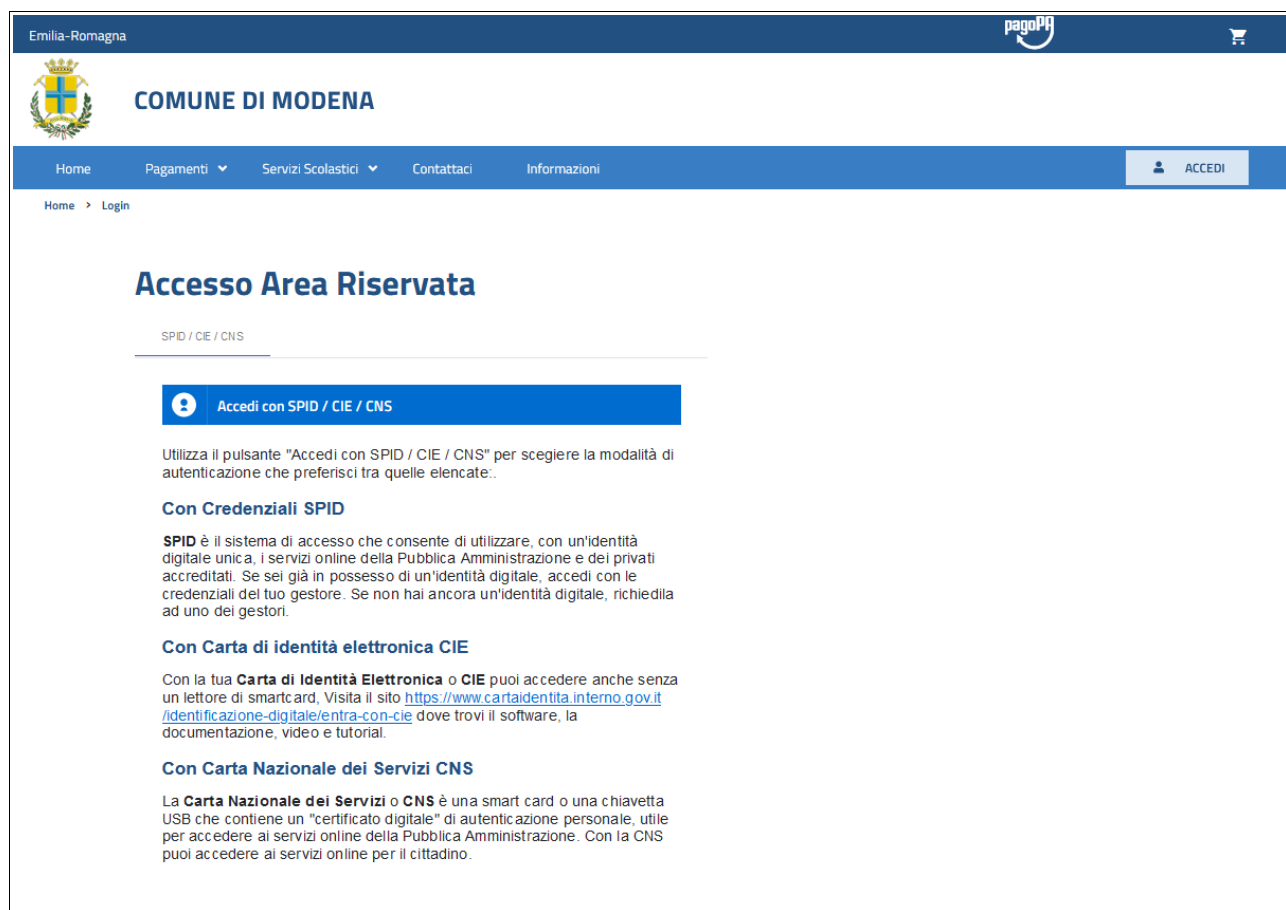 Emilia-Romagna
pagoPA
COMUNE DI MODENA
Home Pagamenti Servizi Scolastici Contattaci Informazioni ACCEDI
Home > Login
Accesso Area Riservata
SPID / CIE / CNS
Accedi con SPID / CIE / CNS
Utilizza il pulsante "Accedi con SPID / CIE / CNS" per scegiere la modalità di
autenticazione che preferisci tra quelle elencate:.
Con Credenziali SPID
SPID è il sistema di accesso che consente di utilizzare, con un'identità
digitale unica, i servizi online della Pubblica Amministrazione e dei privati
accreditati. Se sei già in possesso di un'identità digitale, accedi con le
credenziali del tuo gestore. Se non hai ancora un'identità digitale, richiedila
ad uno dei gestori.
Con Carta di identità elettronica CIE
Con la tua Carta di Identità Elettronica o CIE puoi accedere anche senza
un lettore di smartcard, Visita il sito https://www.cartaidentita.interno.gov.it
/identificazione-digitale/entra-con-cie dove trovi il software, la
documentazione, video e tutorial.
Con Carta Nazionale dei Servizi CNS
La Carta Nazionale dei Servizi o CNS è una smart card o una chiavetta
USB che contiene un "certificato digitale" di autenticazione personale, utile
per accedere ai servizi online della Pubblica Amministrazione. Con la CNS
puoi accedere ai servizi online per il cittadino.